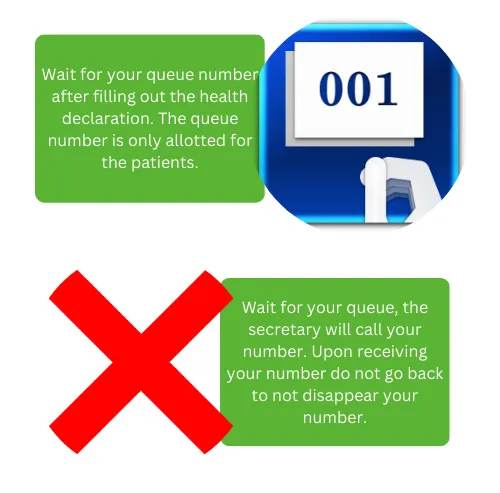 Wait for your queue number
after filling out the health
declaration. The queue
number is only allotted for
the patients.
001
Wait for your queue, the
secretary will call your
number. Upon receiving
your number do not go back
to not disappear your
number.